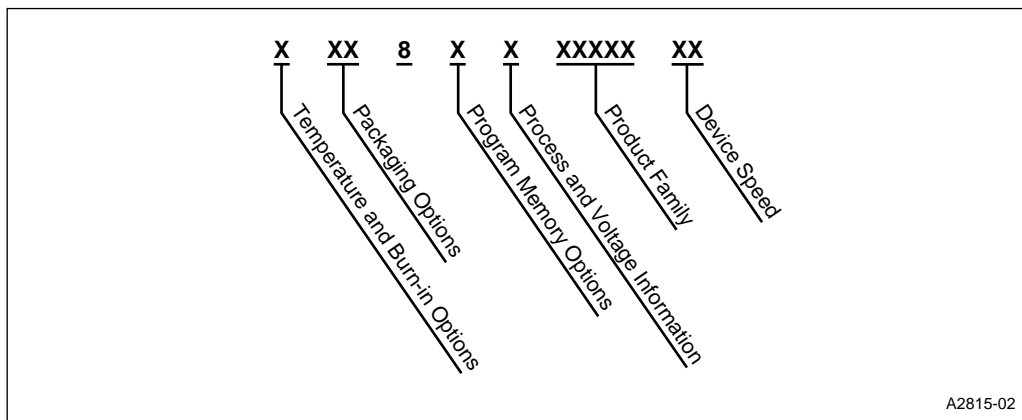 X XX 8 X X XXXXX XX
Temperature and Burn-in Options
Packaging Options
Program Memory Options
Process and Voltage Information
Product Family
Device Speed
A2815-02